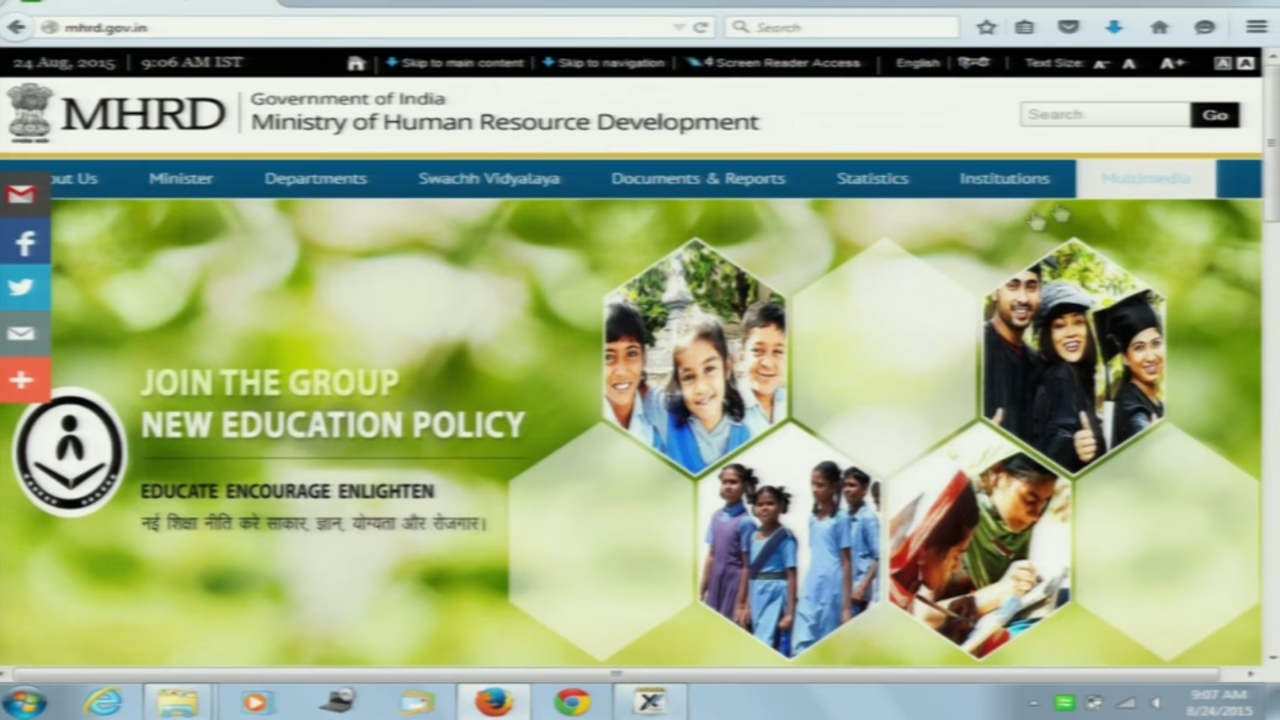 mhrd.gov.in
Search
24 Aug, 2015 9:06 AM IST Skip to main content Skip to navigation Screen Reader Access English हिन्दी Text Size: A- A A+ A A
MHRD
Government of India
Ministry of Human Resource Development
Search Go
out Us Minister Departments Swachh Vidyalaya Documents & Reports Statistics Institutions Multimedia
JOIN THE GROUP
NEW EDUCATION POLICY
EDUCATE ENCOURAGE ENLIGHTEN
नई शिक्षा नीति करे साकार, ज्ञान, योग्यता और रोजगार।
9:07 AM
8/24/2015